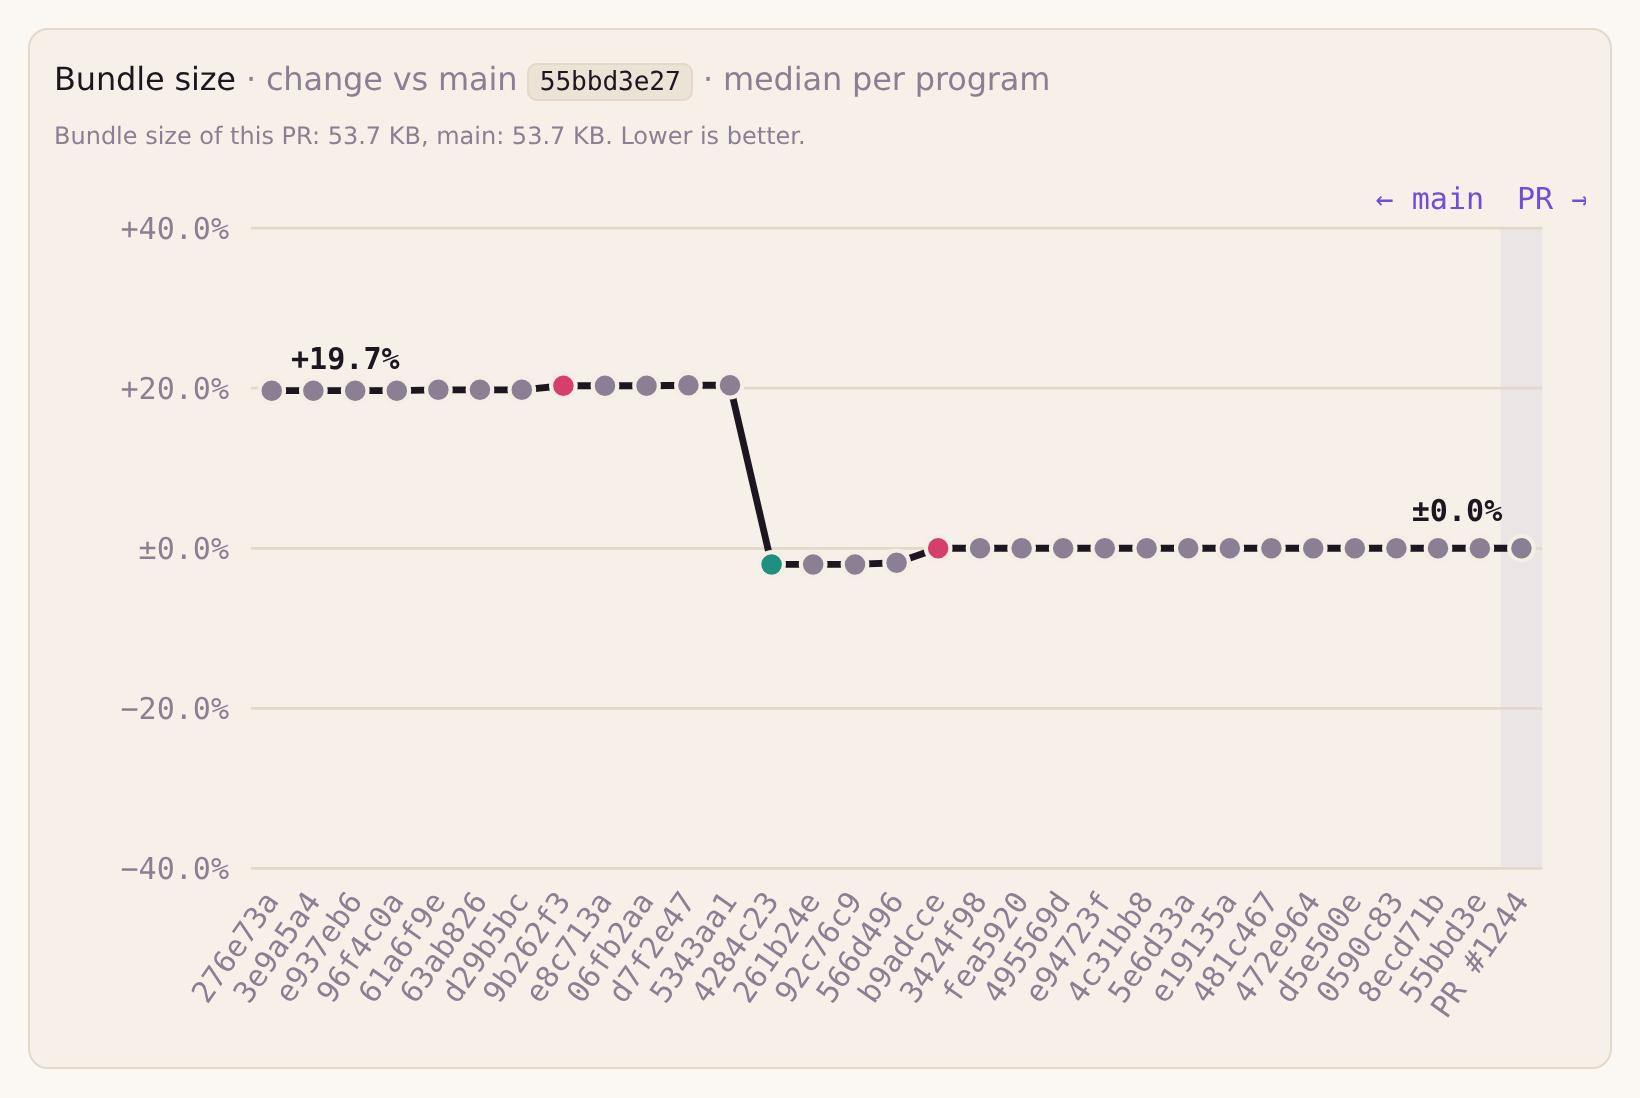 Bundle size · change vs main 55bbd3e27 · median per program
Bundle size of this PR: 53.7 KB, main: 53.7 KB. Lower is better.
← main PR →
+40.0%
+19.7%
+20.0%
±0.0%
±0.0%
−20.0%
−40.0%
276e73a
3e9a5a4
e937eb6
96f4c0a
61a6f9e
63ab826
d29b5bc
9b262f3
e8c713a
06fb2aa
d7f2e47
5343aa1
4284c23
261b24e
92c76c9
566d496
b9adcce
3424f98
fea5920
495569d
e94723f
4c31bb8
5e6d33a
e19135a
481c467
472e964
d5e500e
0590c83
8ecd71b
55bbd3e
PR #1244